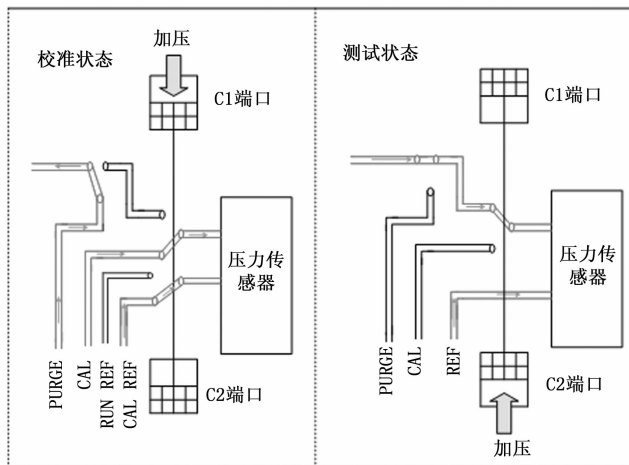 校准状态
加压
C1端口
压力传
感器
PURGE
CAL
RUN REF
CAL REF
C2端口
测试状态
C1端口
压力传
感器
PURGE
CAL
REF
C2端口
加压